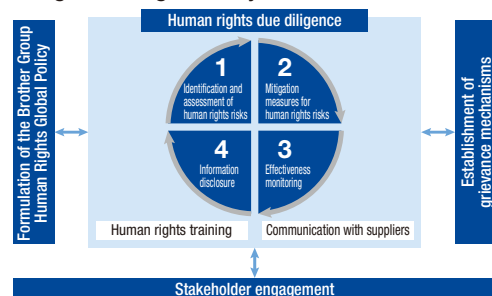 Human rights due diligence
Formulation of the Brother Group
Human Rights Global Policy
1
Identification and
assessment of
human rights risks
2
Mitigation
measures for
human rights risks
4
Information
disclosure
3
Effectiveness
monitoring
Human rights training
Communication with suppliers
Establishment of
grievance mechanisms
Stakeholder engagement